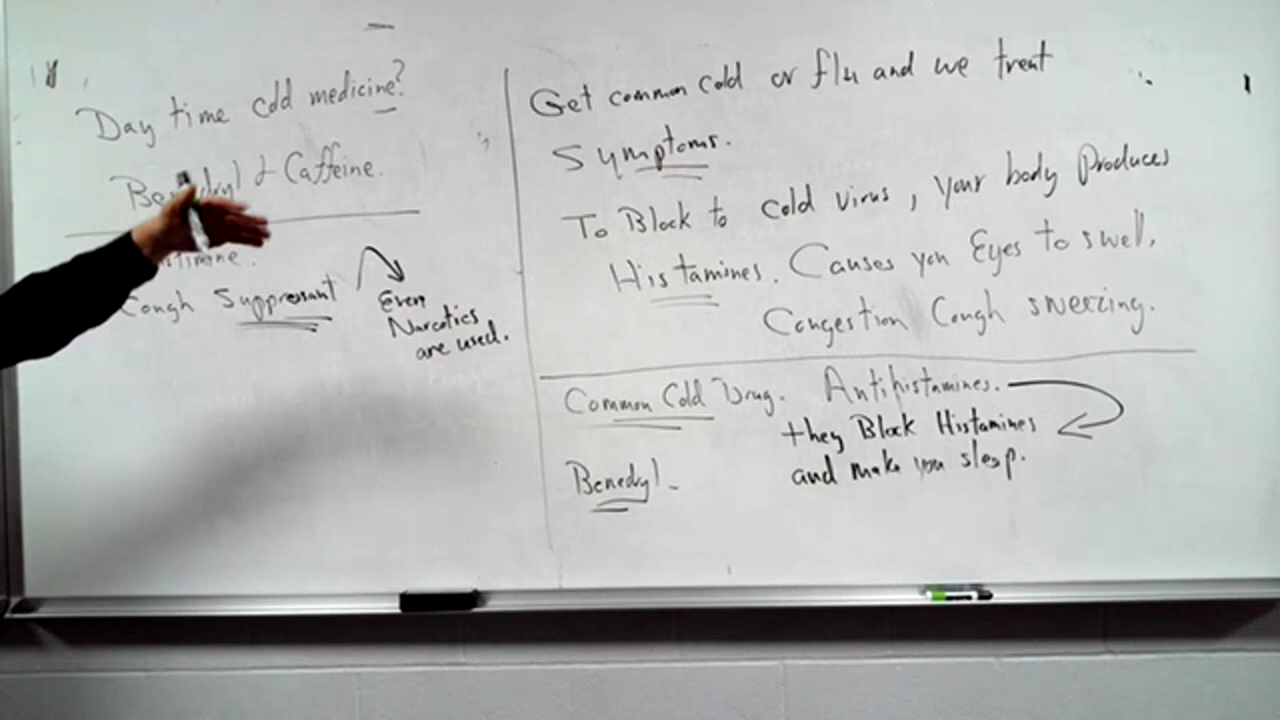 Day time cold medicine?
Benedryl & Caffeine.
Cough Suppresant
Even
Narcotics
are used.
Get common cold or flu and we treat
Symptoms.
To Block to cold virus, your body Produces
Histamines. Causes you Eyes to swell,
Congestion Cough sneezing.
Common Cold Drug. Antihistamines.
they Block Histamines
and make you sleep.
Benedryl